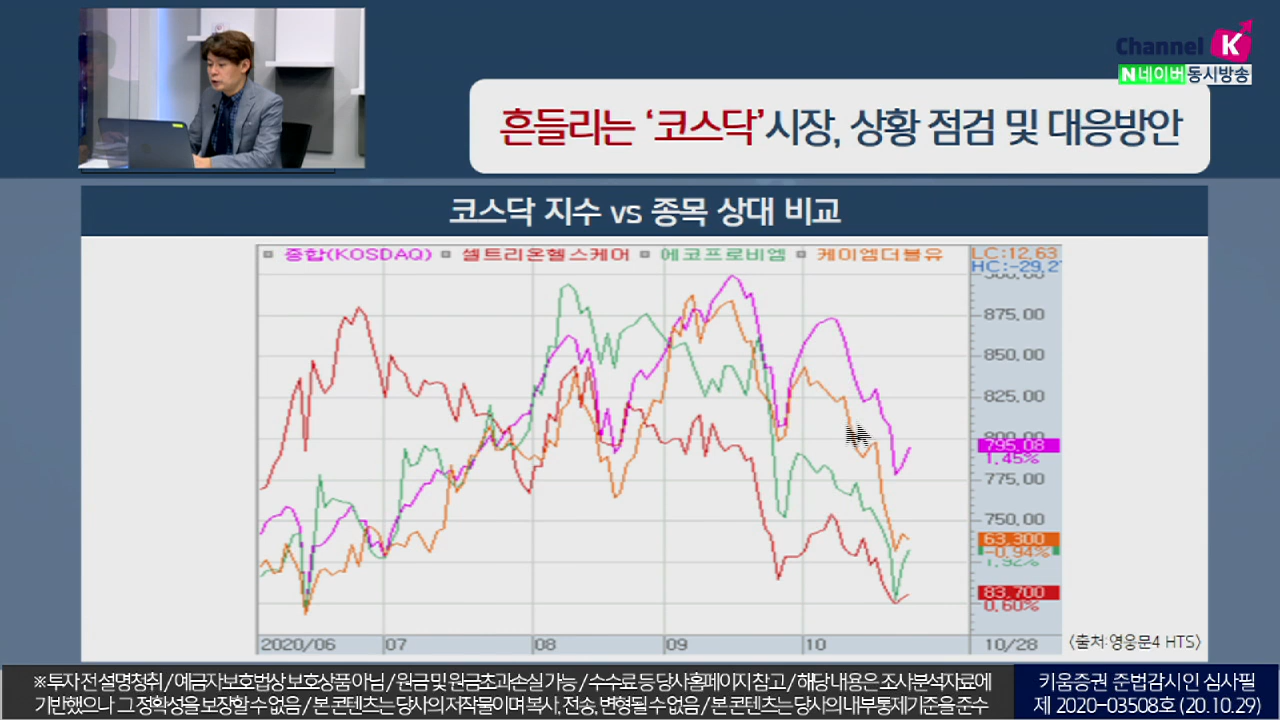 Channel K
N 네이버 동시방송
흔들리는 '코스닥'시장, 상황 점검 및 대응방안
코스닥 지수 vs 종목 상대 비교
종합(KOSDAQ) 셀트리온헬스케어 에코프로비엠 케이엠더블유
LC:12,63
HC:-29,2
875,00
850,00
825,00
800,00
795,08
1,45%
775,00
750,00
63,300
-0,94%
1,92%
83,700
0,60%
2020/06 07 08 09 10 10/28
〈출처:영웅문4 HTS〉
※ 투자 전 설명청취 / 예금자보호법상 보호상품 아님 / 원금 및 원금초과손실 가능 / 수수료 등 당사홈페이지 참고 / 해당 내용은 조사분석자료에
기반했으나 그 정확성을 보장할 수 없음 / 본 콘텐츠는 당사의 저작물이며 복사, 전송, 변형될 수 없음 / 본 콘텐츠는 당사의 내부통제기준을 준수
키움증권 준법감시인 심사필
제 2020-03508호 (20.10.29)